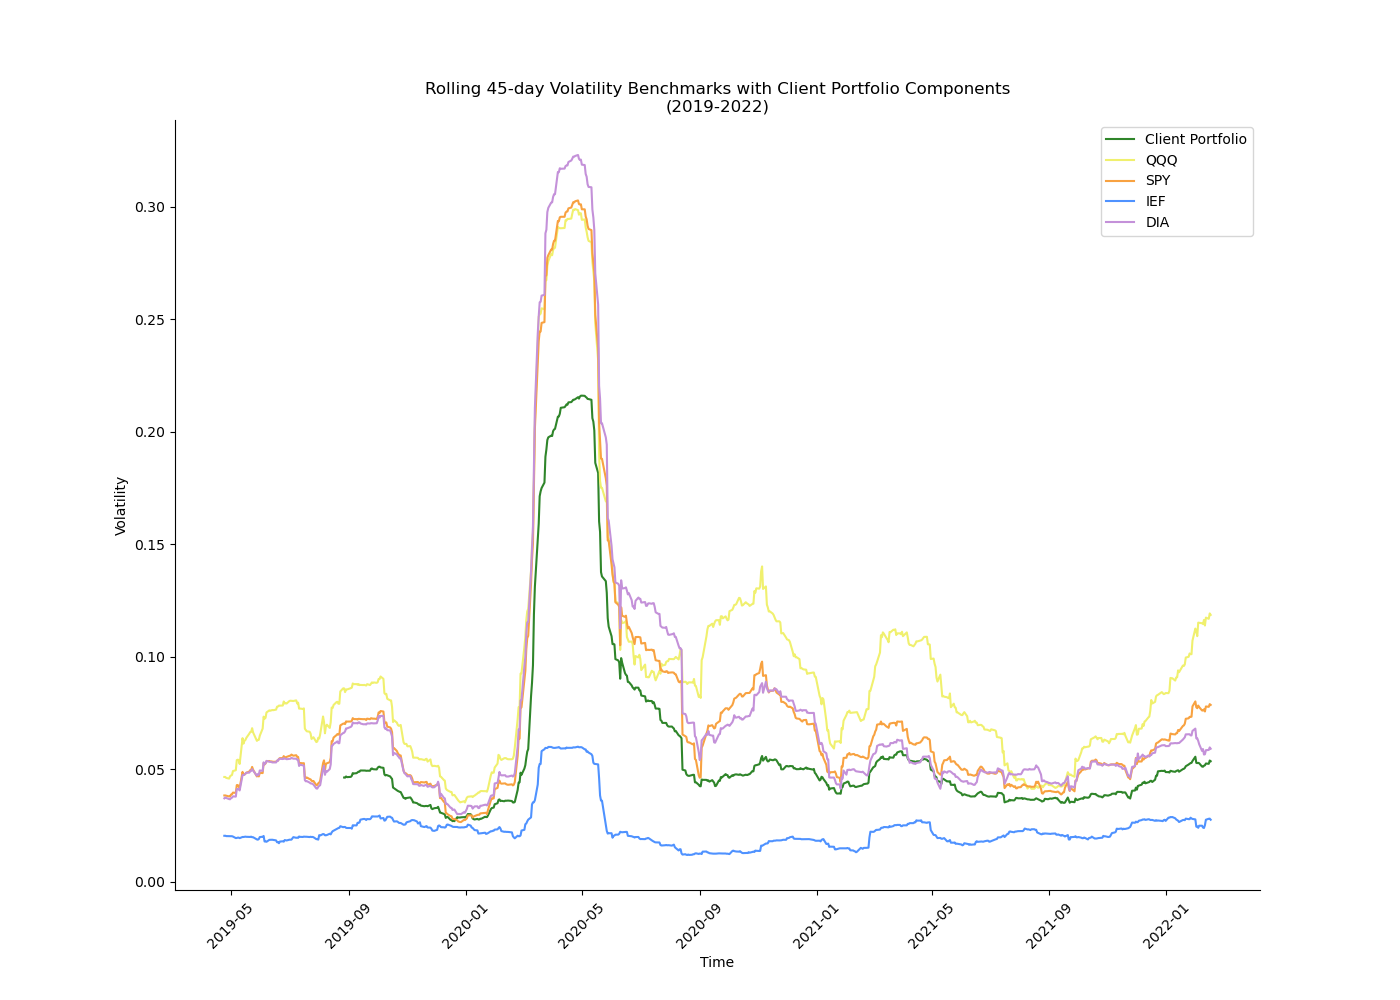 Rolling 45-day Volatility Benchmarks with Client Portfolio Components
(2019-2022)
Client Portfolio
QQQ
SPY
IEF
DIA
0.30
0.25
0.20
0.15
0.10
0.05
0.00
Volatility
2019-05
2019-09
2020-01
2020-05
2020-09
2021-01
2021-05
2021-09
2022-01
Time